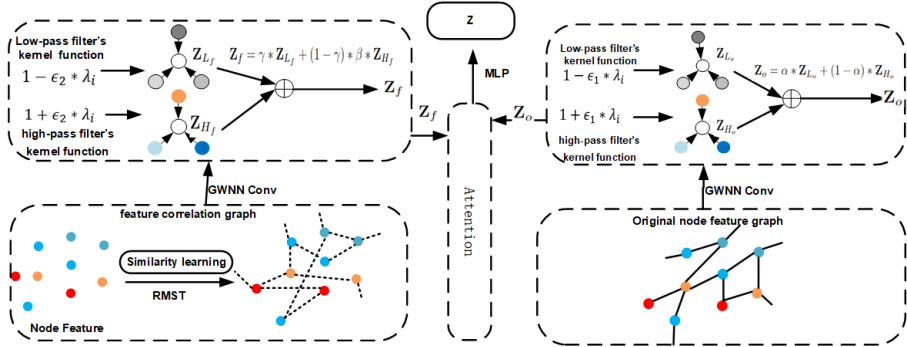 Low-pass filter's
kernel function
1 − ϵ₂ * λᵢ
1 + ϵ₂ * λᵢ
high-pass filter's
kernel function
Z_{L_f}
Z_f = γ * Z_{L_f} + (1−γ) * β * Z_{H_f}
Z_{H_f}
Z_f
GWNN Conv
feature correlation graph
Similarity learning
RMST
Node Feature
Z
MLP
Z_f
Z_o
Attention
Low-pass filter's
kernel function
1 − ϵ₁ * λᵢ
1 + ϵ₁ * λᵢ
high-pass filter's
kernel function
Z_{L_o}
Z_o = α * Z_{L_o} + (1−α) * Z_{H_o}
Z_{H_o}
Z_o
GWNN Conv
Original node feature graph